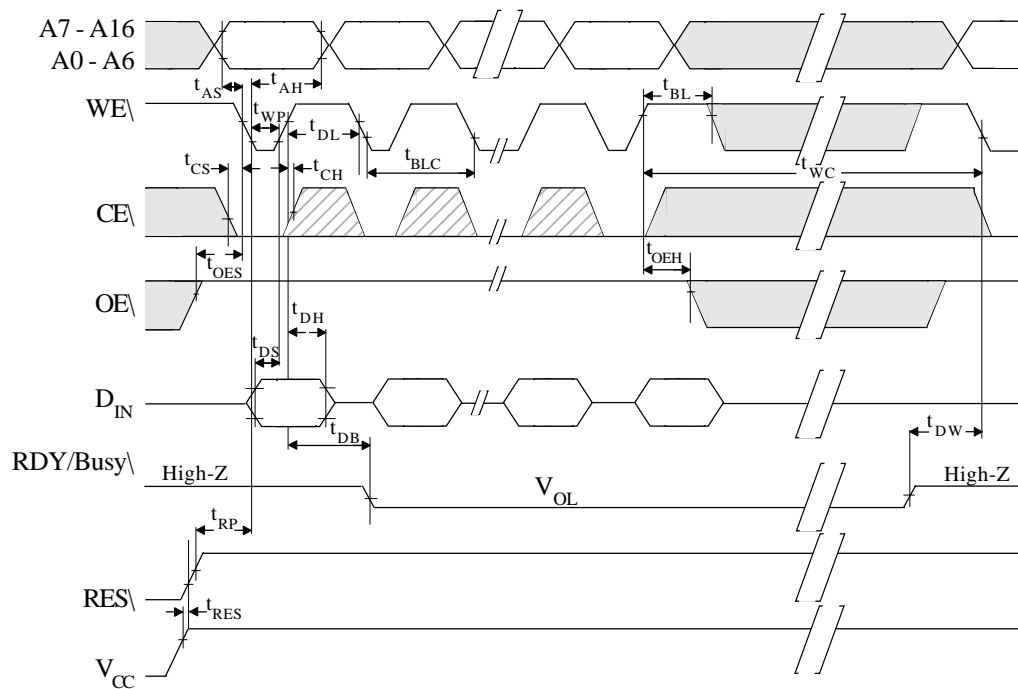 A7 - A16
A0 - A6
tAS
tAH
tBL
WE\
tWP
tDL
tBLC
tWC
tCS
tCH
CE\
tOES
tOEH
OE\
tDH
tDS
DIN
tDB
tDW
RDY/Busy\
High-Z
VOL
High-Z
tRP
RES\
tRES
VCC